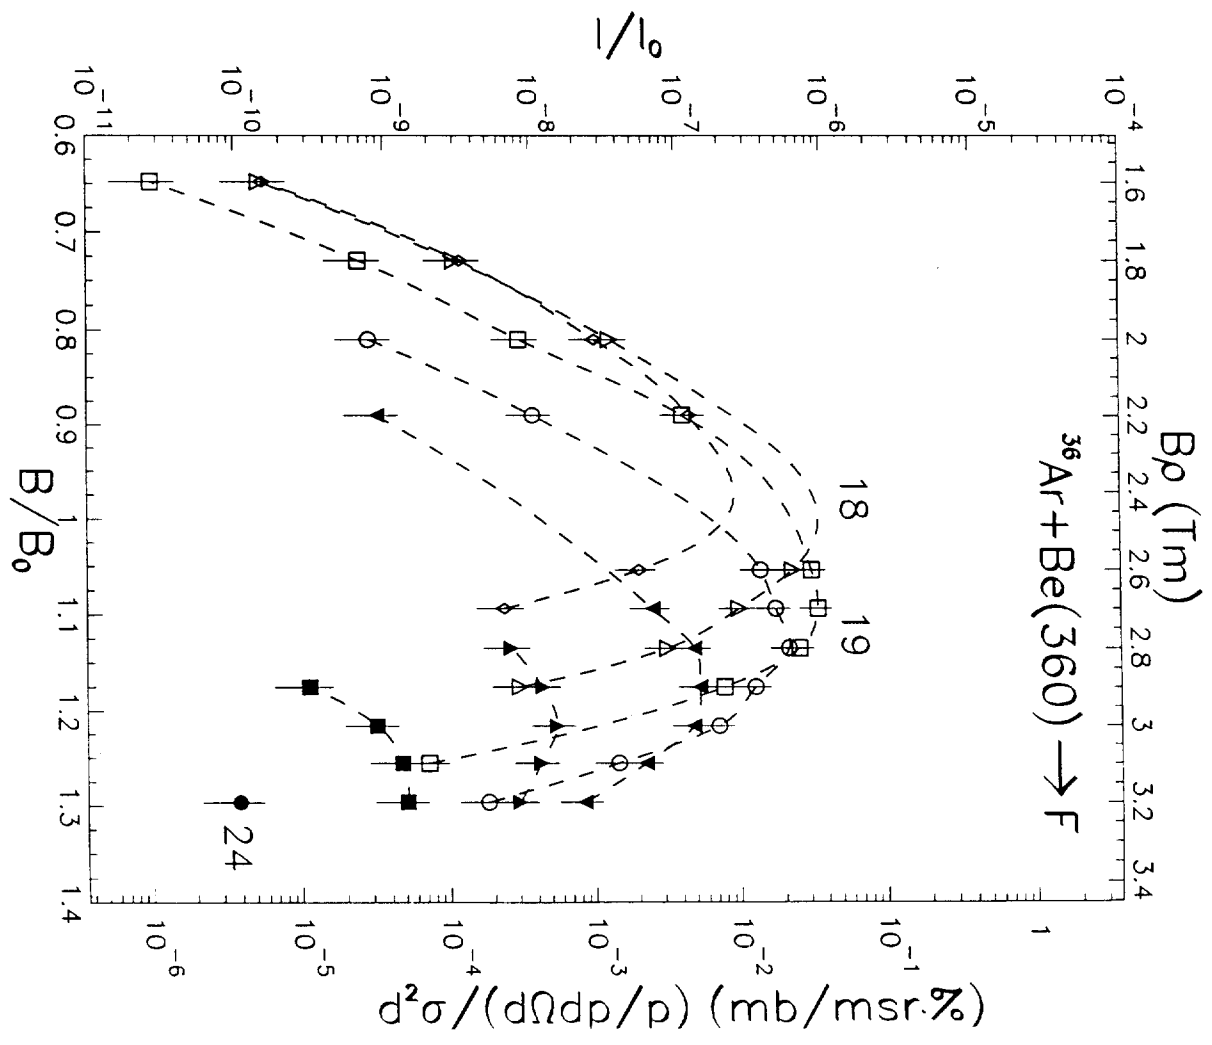 Bρ (Tm)
1.6 1.8 2 2.2 2.4 2.6 2.8 3 3.2 3.4
³⁶Ar+Be(360) → F
I/I₀
10⁻⁴
10⁻⁵
10⁻⁶
10⁻⁷
10⁻⁸
10⁻⁹
10⁻¹⁰
10⁻¹¹
18
19
24
1
10⁻¹
10⁻²
10⁻³
10⁻⁴
10⁻⁵
10⁻⁶
d²σ/(dΩdp/p) (mb/msr.%)
0.6 0.7 0.8 0.9 1 1.1 1.2 1.3 1.4
B/B₀